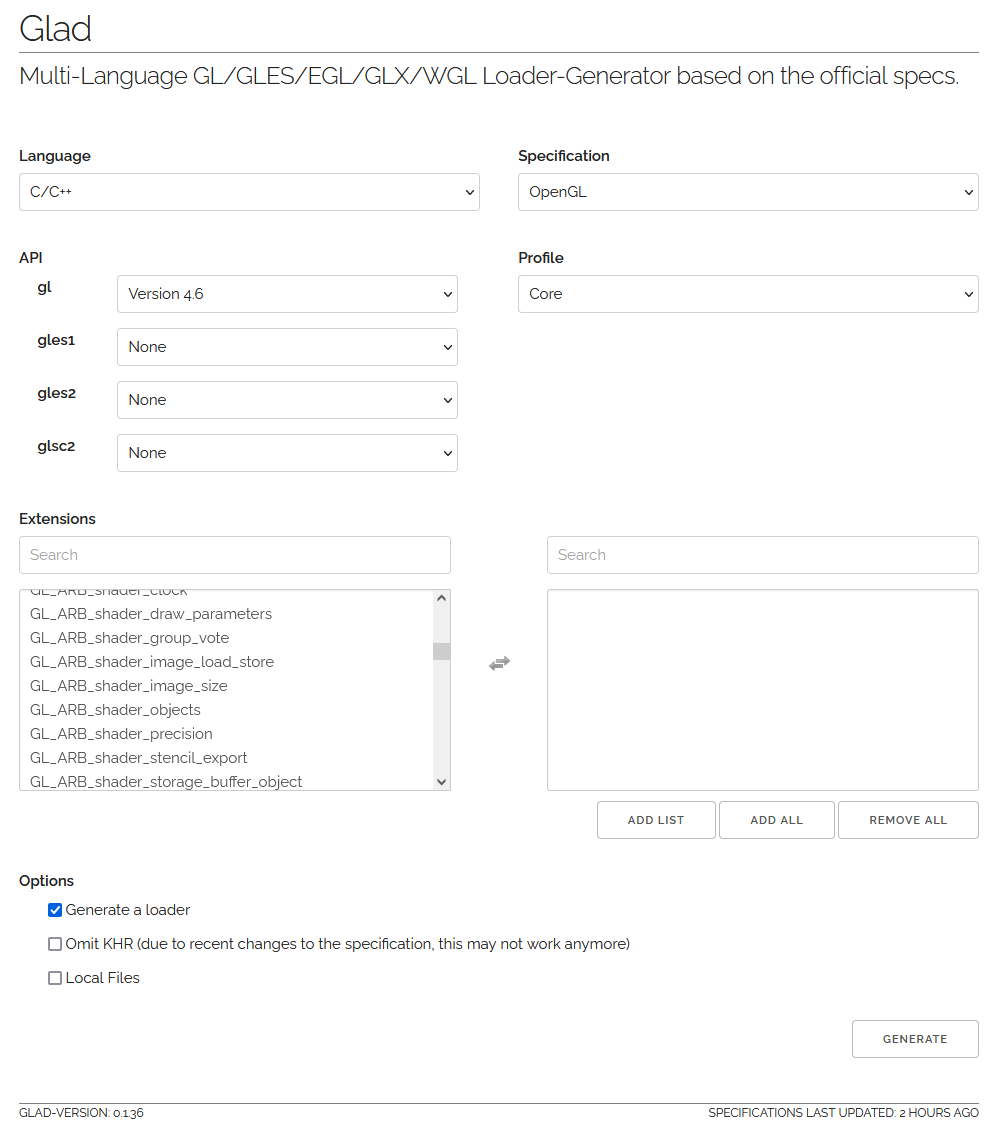 Glad
Multi-Language GL/GLES/EGL/GLX/WGL Loader-Generator based on the official specs.
Language
C/C++
Specification
OpenGL
API
gl
Version 4.6
gles1
None
gles2
None
glsc2
None
Profile
Core
Extensions
Search
GL_ARB_shader_clock
GL_ARB_shader_draw_parameters
GL_ARB_shader_group_vote
GL_ARB_shader_image_load_store
GL_ARB_shader_image_size
GL_ARB_shader_objects
GL_ARB_shader_precision
GL_ARB_shader_stencil_export
GL_ARB_shader_storage_buffer_object
Search
ADD LIST
ADD ALL
REMOVE ALL
Options
Generate a loader
Omit KHR (due to recent changes to the specification, this may not work anymore)
Local Files
GENERATE
GLAD-VERSION: 0.1.36
SPECIFICATIONS LAST UPDATED: 2 HOURS AGO